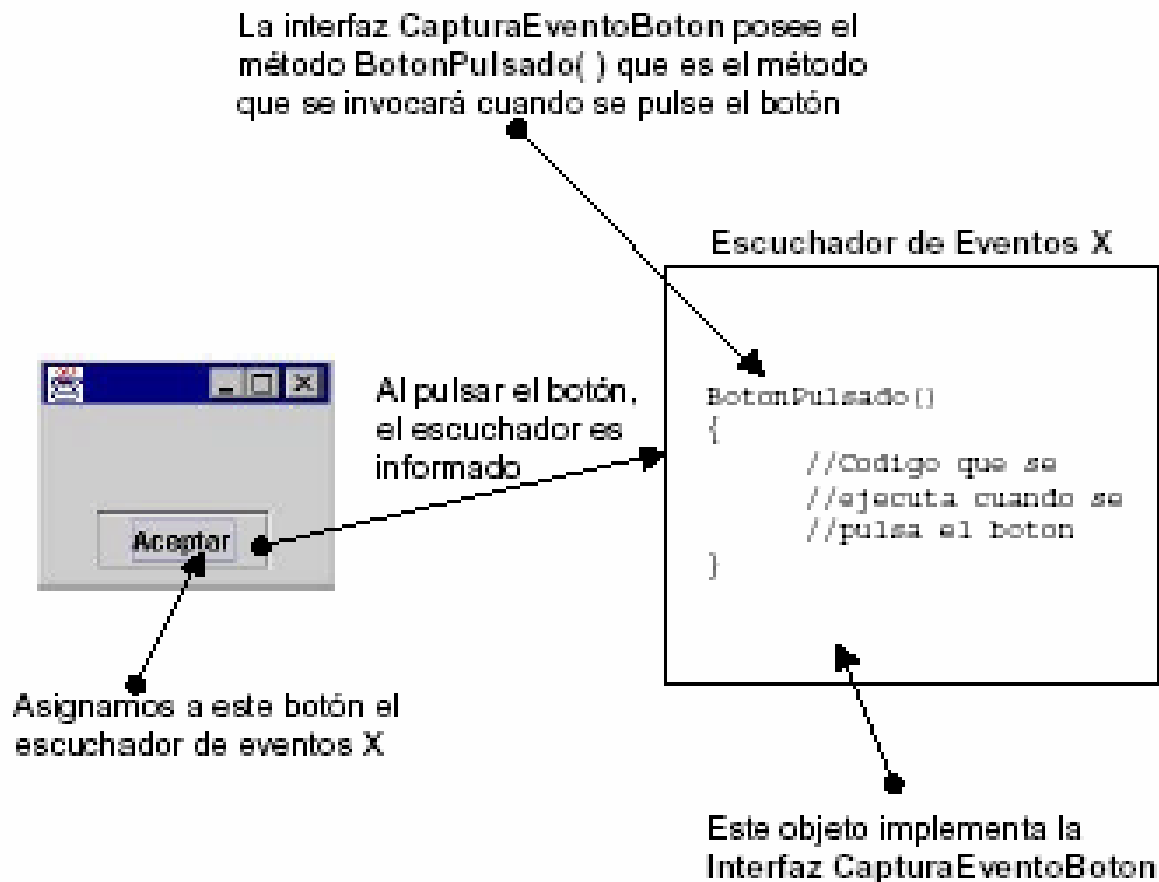 La interfaz CapturaEventoBoton posee el
método BotonPulsado( ) que es el método
que se invocará cuando se pulse el botón
Escuchador de Eventos X
Al pulsar el botón,
el escuchador es
informado
BotonPulsado()
{
//Codigo que se
//ejecuta cuando se
//pulsa el boton
}
Aceptar
Asignamos a este botón el
escuchador de eventos X
Este objeto implementa la
Interfaz CapturaEventoBoton